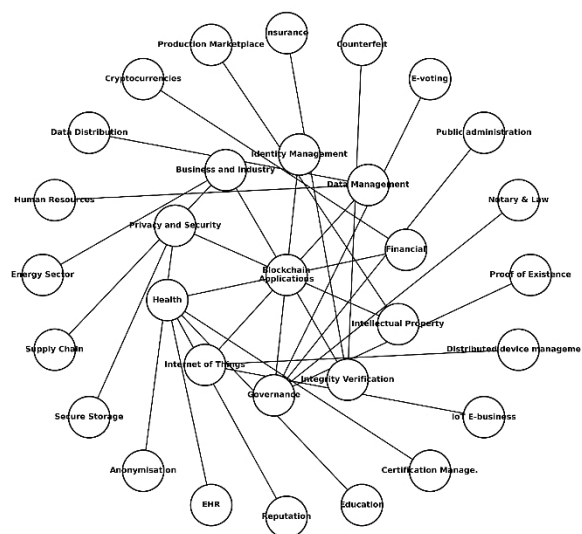 Insurance
Production Marketplace
Counterfeit
Cryptocurrencies
E-voting
Data Distribution
Public administration
Identity Management
Business and Industry
Data Management
Human Resources
Notary & Law
Privacy and Security
Financial
Energy Sector
Blockchain
Applications
Proof of Existence
Health
Intellectual Property
Supply Chain
Internet of Things
Distributed device manageme
Integrity Verification
Governance
Secure Storage
IoT E-business
Anonymisation
Certification Manage.
EHR
Education
Reputation